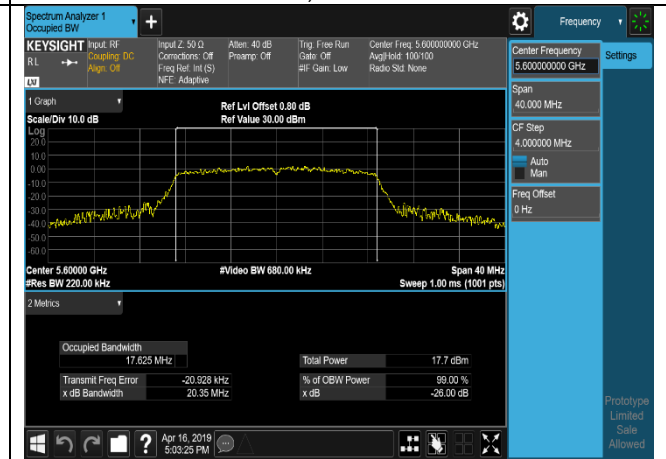 Spectrum Analyzer 1
Occupied BW
Frequency
KEYSIGHT Input: RF Input Z: 50 Ω Atten: 40 dB Trig: Free Run Center Freq: 5.600000000 GHz
R L Coupling: DC Corrections: Off Preamp: Off Gate: Off Avg|Hold: 100/100
Align: Off Freq Ref: Int (S) #IF Gain: Low Radio Std: None
LXI NFE: Adaptive
Center Frequency
5.600000000 GHz
Settings
Span
40.000 MHz
CF Step
4.000000 MHz
Auto
Man
Freq Offset
0 Hz
1 Graph
Ref Lvl Offset 0.80 dB
Scale/Div 10.0 dB Ref Value 30.00 dBm
Log
20.0
10.0
0.00
-10.0
-20.0
-30.0
-40.0
-50.0
-60.0
Center 5.60000 GHz #Video BW 680.00 kHz Span 40 MHz
#Res BW 220.00 kHz Sweep 1.00 ms (1001 pts)
2 Metrics
Occupied Bandwidth
17.625 MHz Total Power 17.7 dBm
Transmit Freq Error -20.928 kHz % of OBW Power 99.00 %
x dB Bandwidth 20.35 MHz x dB -26.00 dB
Prototype
Limited
Sale
Allowed
Apr 16, 2019
5:03:25 PM